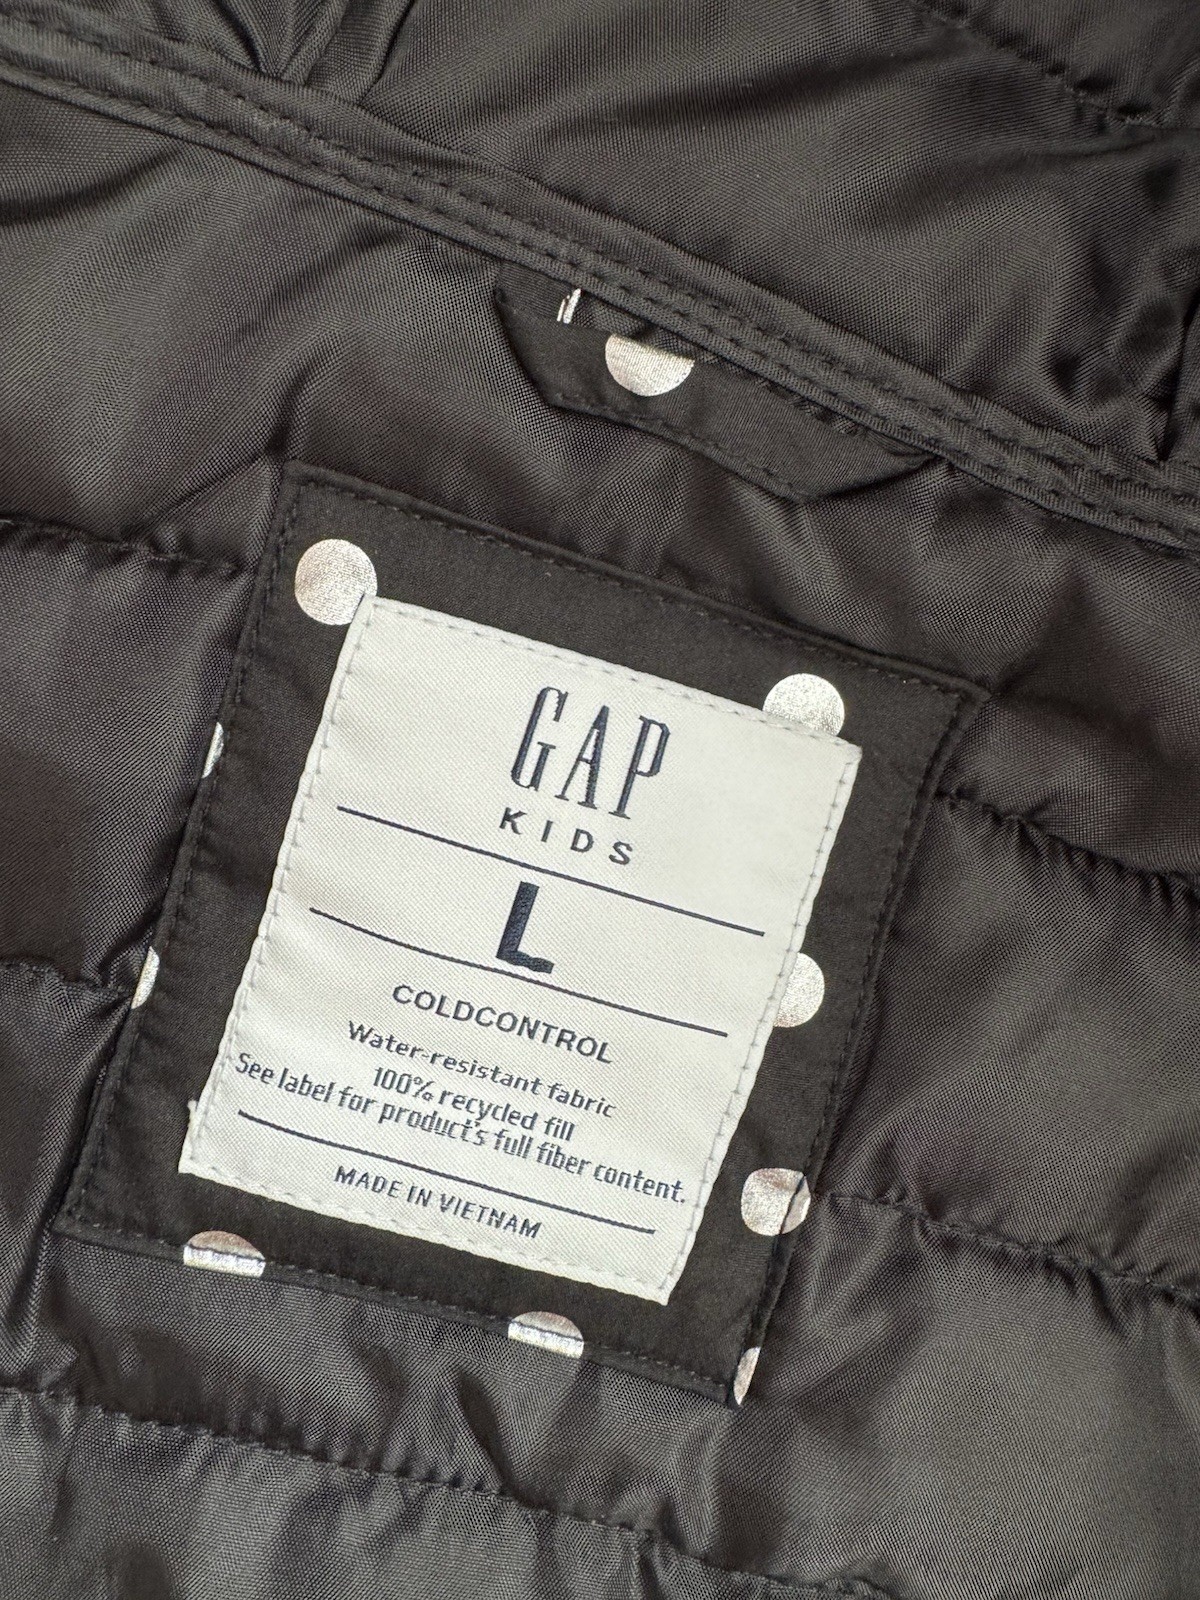 GAP
KIDS
L
COLDCONTROL
Water-resistant fabric
100% recycled fill
See label for product's full fiber content.
MADE IN VIETNAM